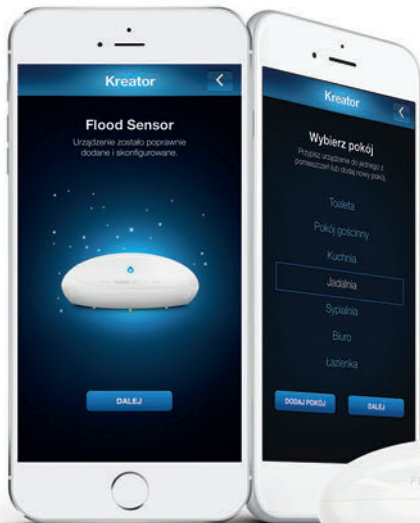 Kreator
Flood Sensor
Urządzenie zostało poprawnie
dodane i skonfigurowane.
DALEJ
Kreator
Wybierz pokój
Przypisz urządzenie do jednego z
pomieszczeń lub dodaj nowy pokój.
Toaleta
Pokój gościnny
Kuchnia
Jadalnia
Sypialnia
Biuro
Łazienka
DODAJ POKÓJ
DALEJ